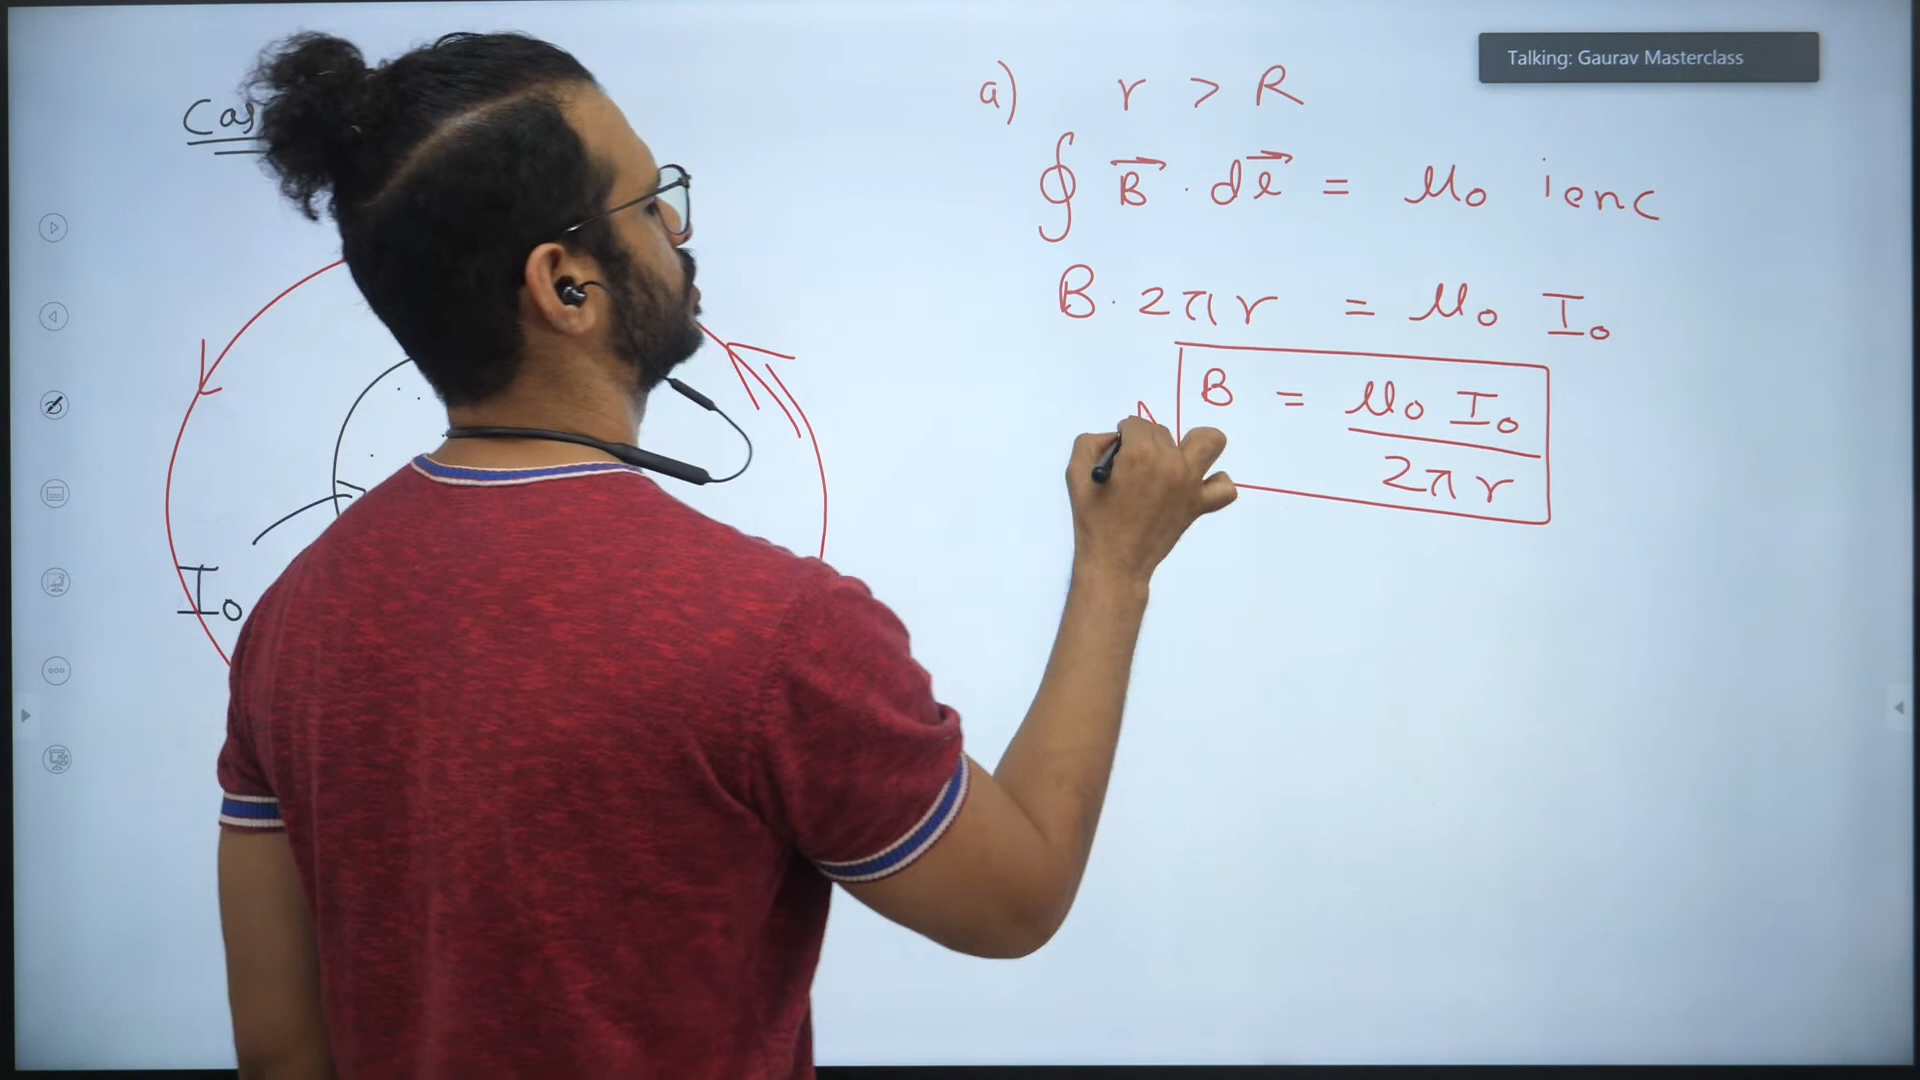 Talking: Gaurav Masterclass
a) r > R
∮ B⃗ . dl⃗ = μ₀ ienc
B. 2πr = μ₀ I₀
B = μ₀ I₀ / 2πr
I₀